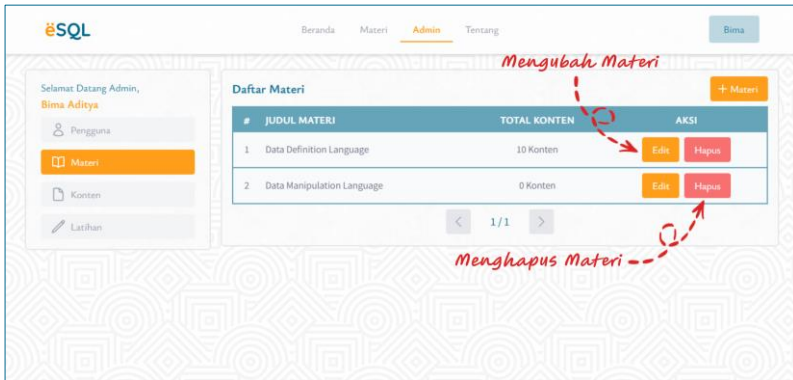 ëSQL
Beranda Materi Admin Tentang
Bima
Mengubah Materi
Selamat Datang Admin,
Bima Aditya
Pengguna
Materi
Konten
Latihan
Daftar Materi
+ Materi
# JUDUL MATERI TOTAL KONTEN AKSI
1 Data Definition Language 10 Konten Edit Hapus
2 Data Manipulation Language 0 Konten Edit Hapus
< 1/1 >
Menghapus Materi